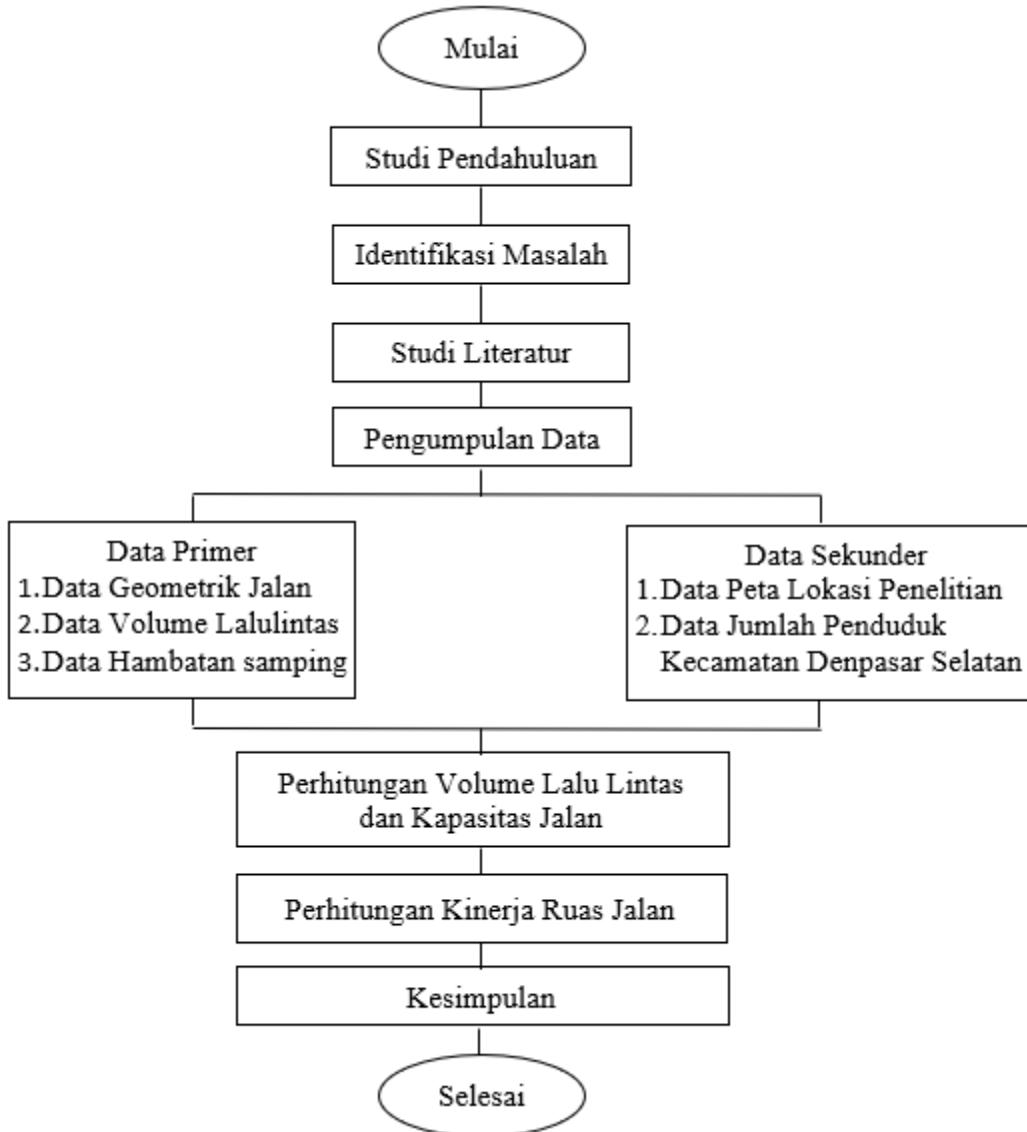 Mulai
Studi Pendahuluan
Identifikasi Masalah
Studi Literatur
Pengumpulan Data
Data Primer
1.Data Geometrik Jalan
2.Data Volume Lalulintas
3.Data Hambatan samping
Data Sekunder
1.Data Peta Lokasi Penelitian
2.Data Jumlah Penduduk
Kecamatan Denpasar Selatan
Perhitungan Volume Lalu Lintas
dan Kapasitas Jalan
Perhitungan Kinerja Ruas Jalan
Kesimpulan
Selesai